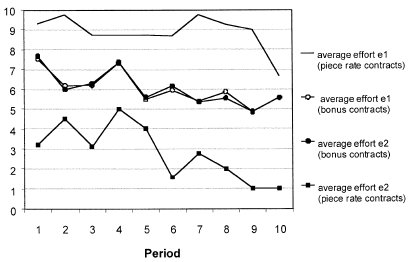 10
9
8
7
6
5
4
3
2
1
0
1 2 3 4 5 6 7 8 9 10
Period
average effort e1
(piece rate contracts)
average effort e1
(bonus contracts)
average effort e2
(bonus contracts)
average effort e2
(piece rate contracts)